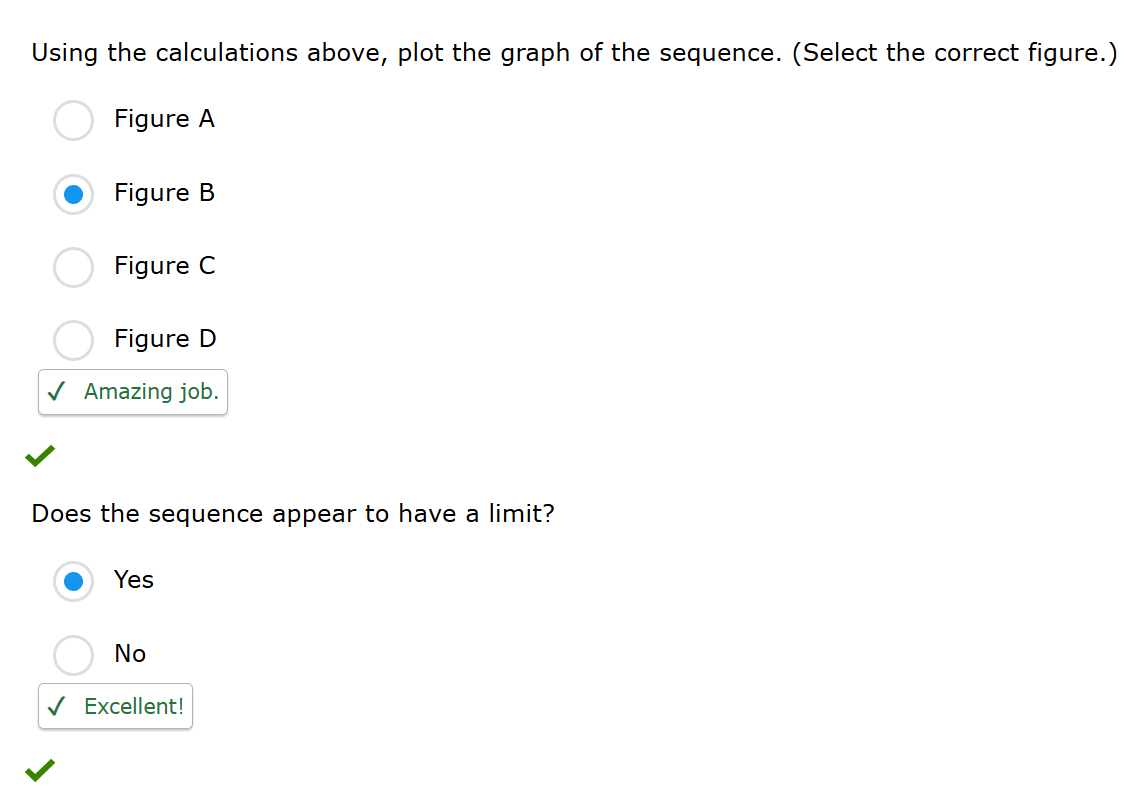 Using the calculations above, plot the graph of the sequence. (Select the correct figure.)
Figure A
Figure B
Figure C
Figure D
✓ Amazing job.
Does the sequence appear to have a limit?
Yes
No
✓ Excellent!